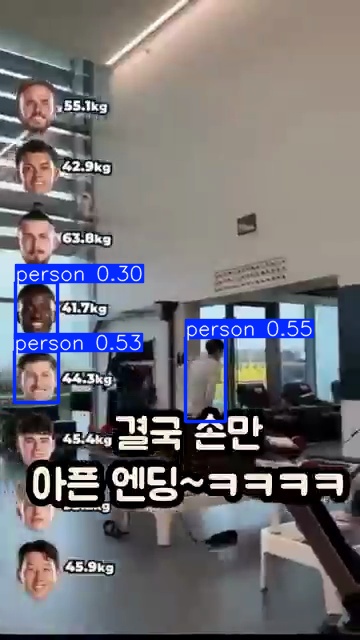 55.1kg
42.9kg
63.8kg
person 0.30
41.7kg
person 0.55
person 0.53
44.3kg
45.4kg
결국 손만
아픈 엔딩~ㅋㅋㅋㅋ
45.9kg